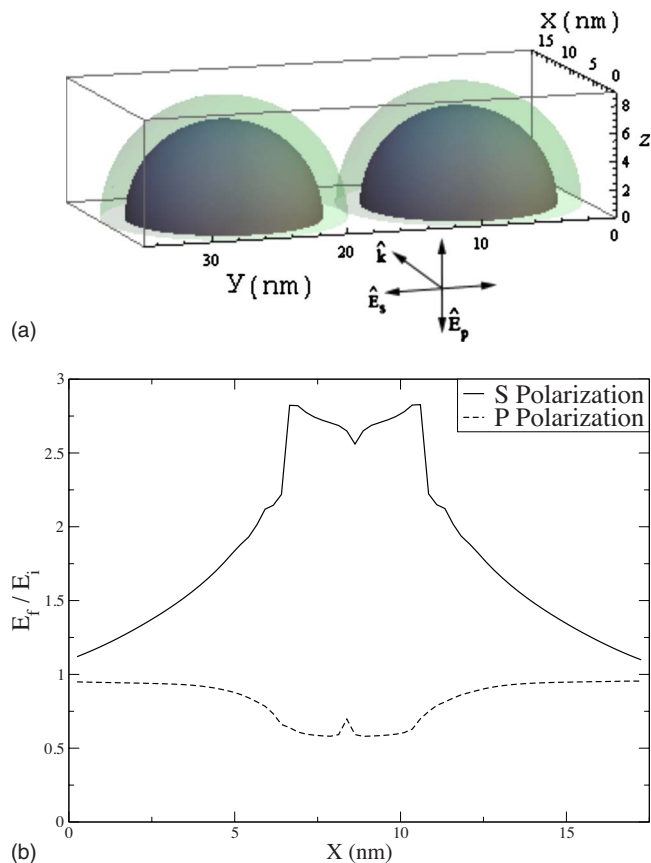 X(nm)
15
10
5
0
8
6
4
2
0
z
30
20
10
0
Y(nm)
k̂
Ê_s
Ê_p
(a)
3
2.5
2
1.5
1
0.5
0
S Polarization
P Polarization
E_f / E_i
0
5
10
15
X (nm)
(b)